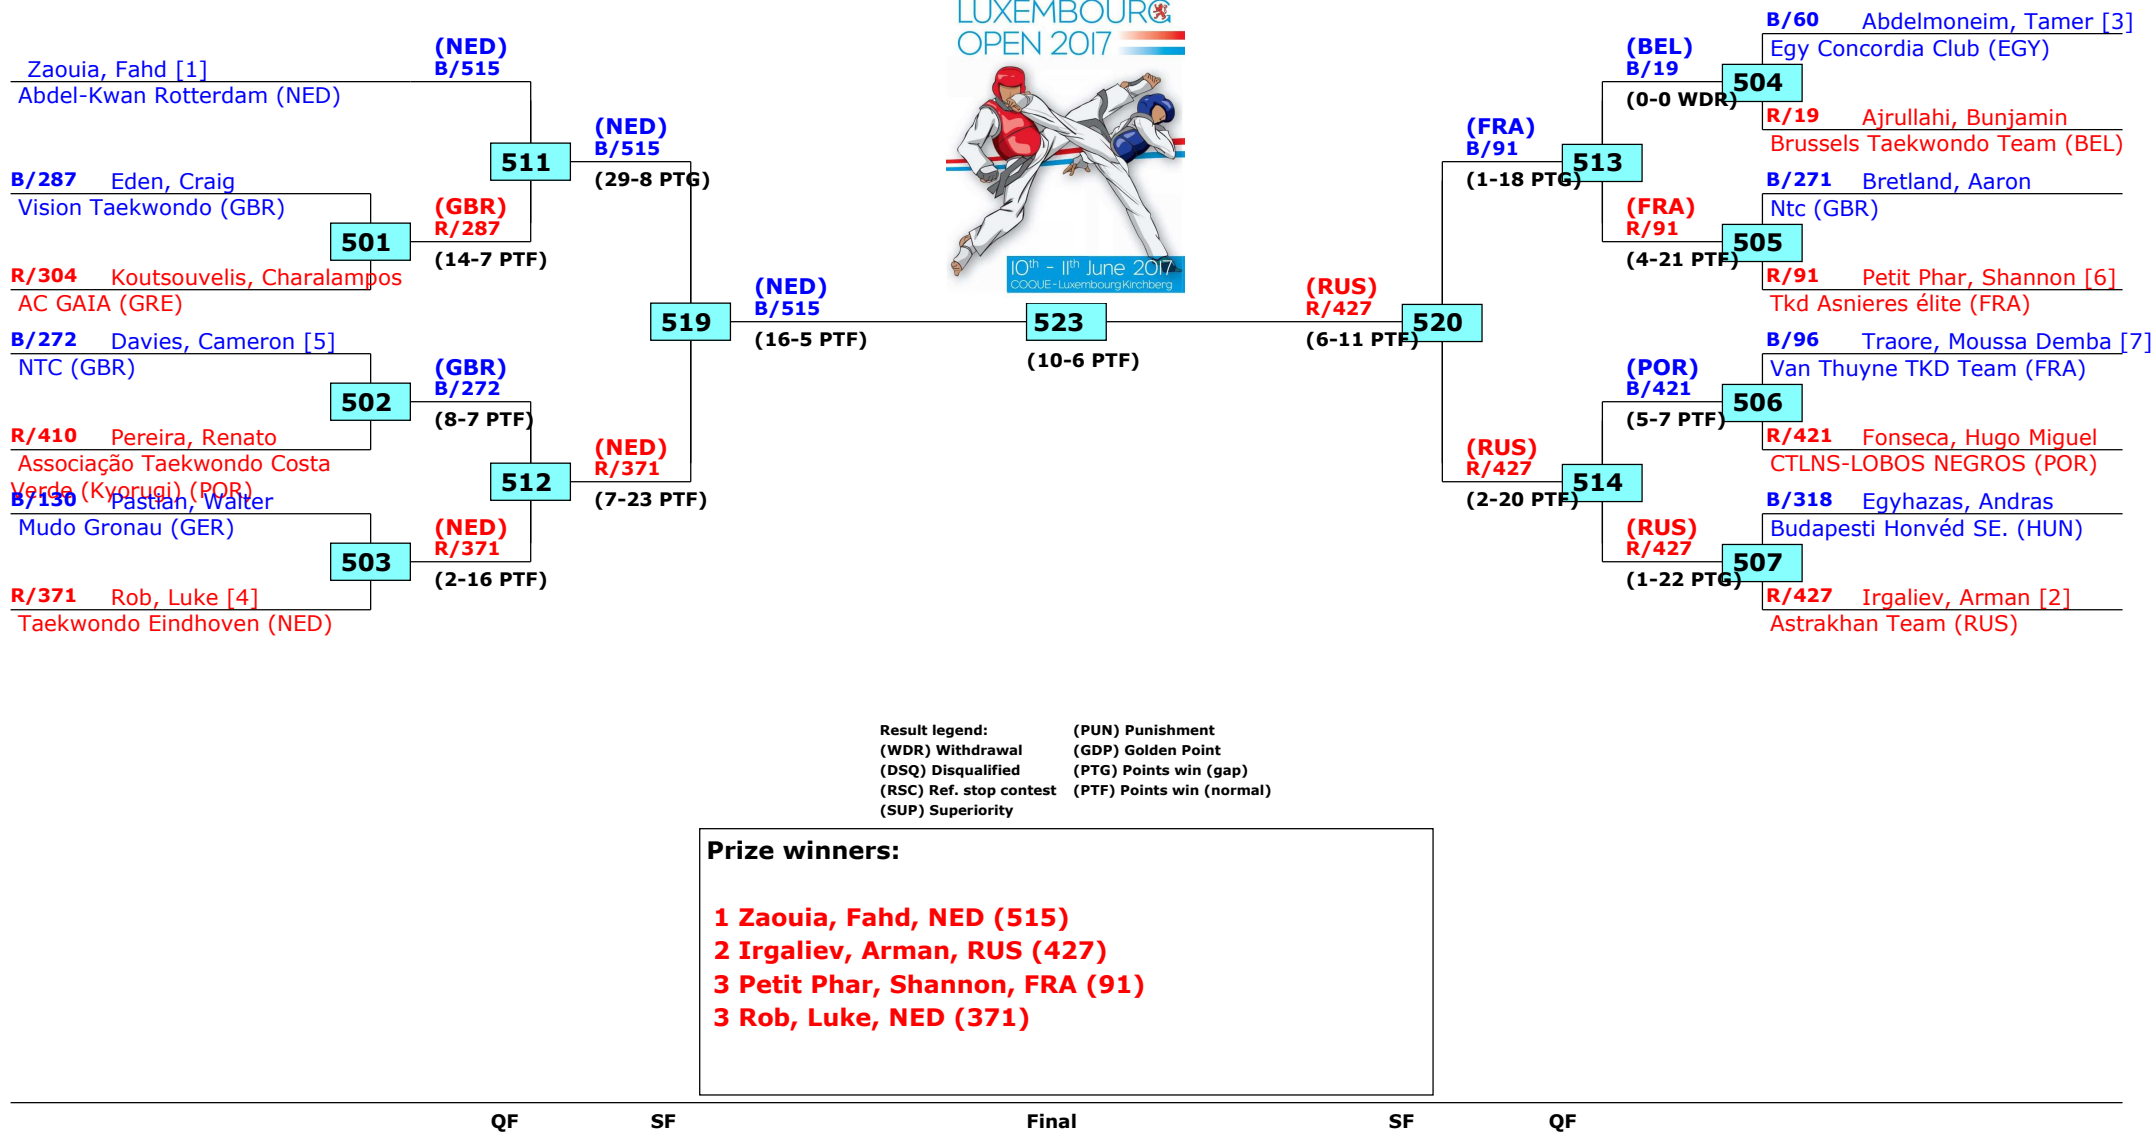 LUXEMBOURG
OPEN 2017
10th - 11th June 2017
COQUE - Luxembourg Kirchberg
Zaouia, Fahd [1]
Abdel-Kwan Rotterdam (NED)
(NED)
B/515
511
(NED)
B/515
(29-8 PTG)
B/287 Eden, Craig
Vision Taekwondo (GBR)
501
(GBR)
R/287
(14-7 PTF)
R/304 Koutsouvelis, Charalampos
AC GAIA (GRE)
519
(NED)
B/515
(16-5 PTF)
B/272 Davies, Cameron [5]
NTC (GBR)
502
(GBR)
B/272
(8-7 PTF)
R/410 Pereira, Renato
Associação Taekwondo Costa
Verde (Kyorugi) (POR)
512
(NED)
R/371
(7-23 PTF)
B/130 Pastian, Walter
Mudo Gronau (GER)
503
(NED)
R/371
(2-16 PTF)
R/371 Rob, Luke [4]
Taekwondo Eindhoven (NED)
523
(10-6 PTF)
B/60 Abdelmoneim, Tamer [3]
Egy Concordia Club (EGY)
(BEL)
B/19
504
(0-0 WDR)
R/19 Ajrullahi, Bunjamin
Brussels Taekwondo Team (BEL)
(FRA)
B/91
513
(1-18 PTG)
B/271 Bretland, Aaron
Ntc (GBR)
(FRA)
R/91
505
(4-21 PTF)
R/91 Petit Phar, Shannon [6]
Tkd Asnieres élite (FRA)
(RUS)
R/427
520
(6-11 PTF)
B/96 Traore, Moussa Demba [7]
Van Thuyne TKD Team (FRA)
(POR)
B/421
506
(5-7 PTF)
R/421 Fonseca, Hugo Miguel
CTLNS-LOBOS NEGROS (POR)
(RUS)
R/427
514
(2-20 PTF)
B/318 Egyhazas, Andras
Budapesti Honvéd SE. (HUN)
(RUS)
R/427
507
(1-22 PTG)
R/427 Irgaliev, Arman [2]
Astrakhan Team (RUS)
Result legend: (PUN) Punishment
(WDR) Withdrawal (GDP) Golden Point
(DSQ) Disqualified (PTG) Points win (gap)
(RSC) Ref. stop contest (PTF) Points win (normal)
(SUP) Superiority
Prize winners:
1 Zaouia, Fahd, NED (515)
2 Irgaliev, Arman, RUS (427)
3 Petit Phar, Shannon, FRA (91)
3 Rob, Luke, NED (371)
QF SF Final SF QF